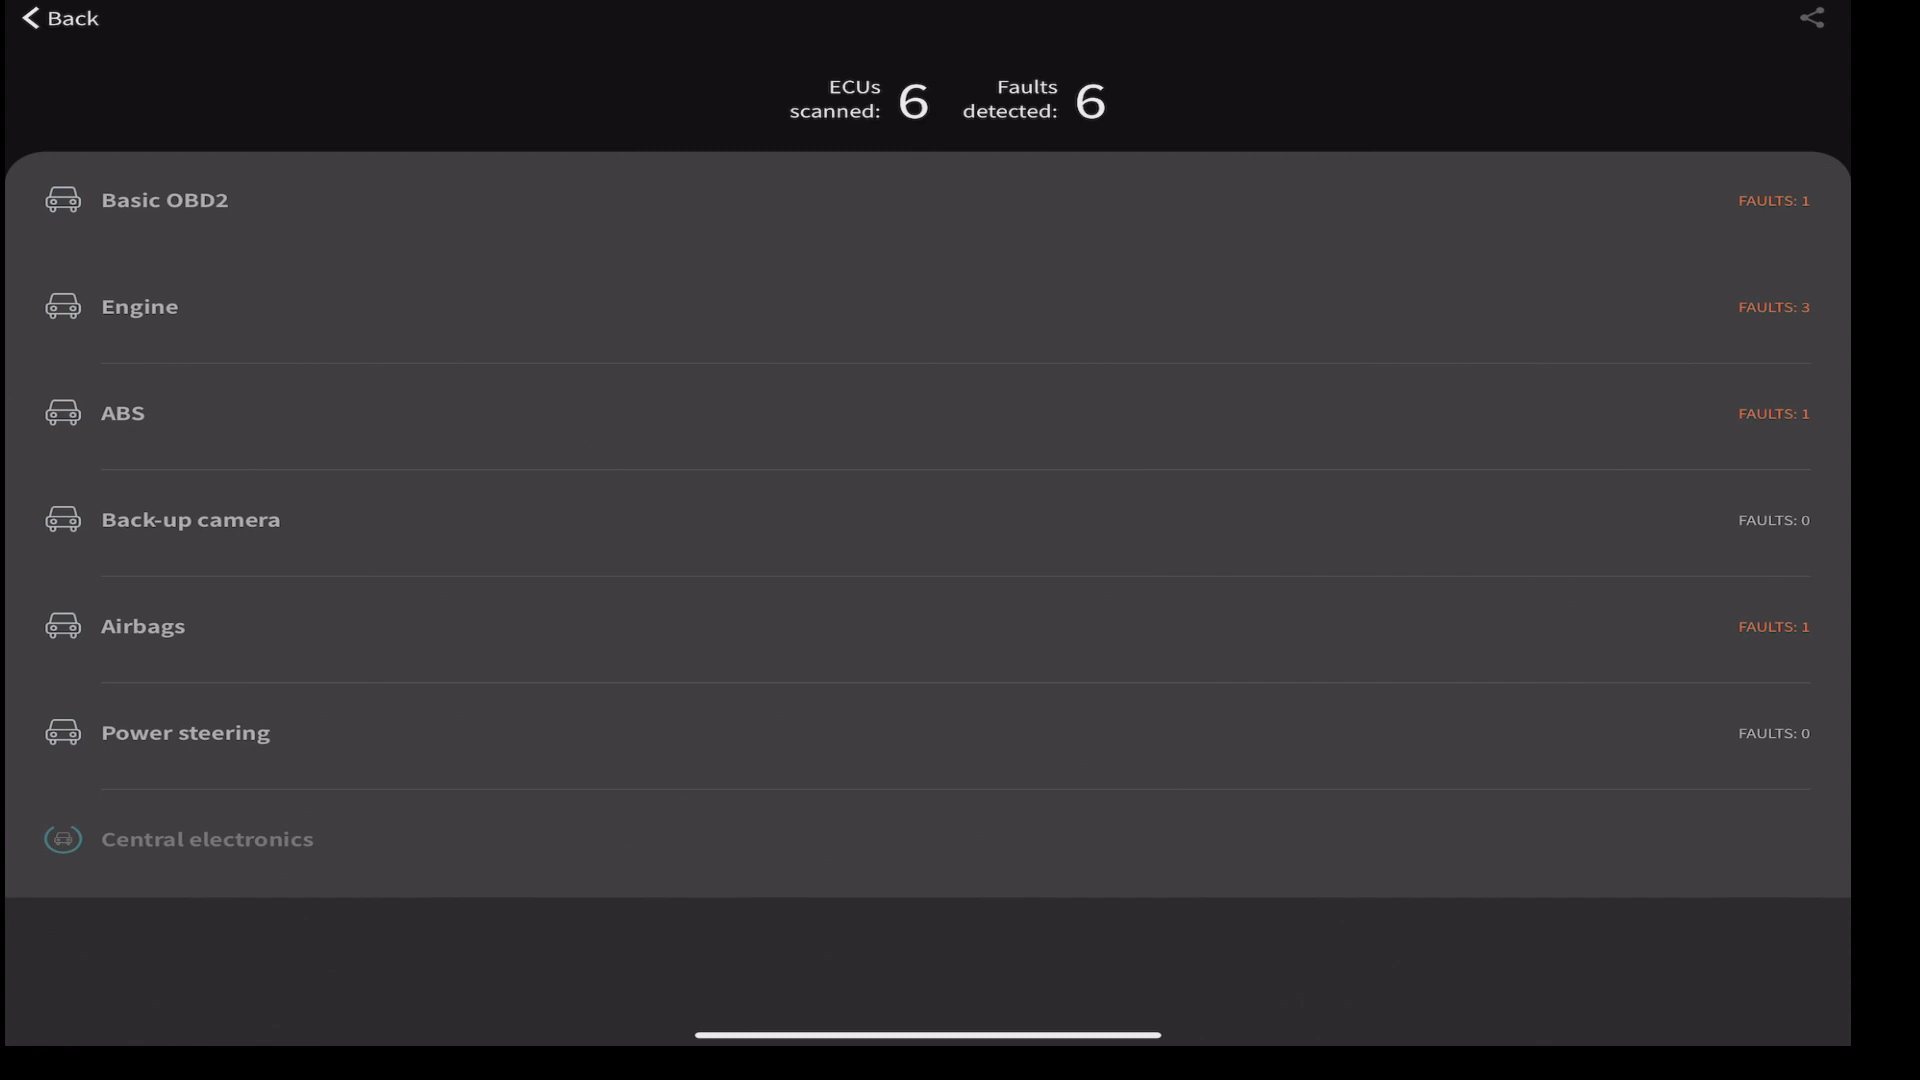 Back
ECUs
scanned: 6
Faults
detected: 6
Basic OBD2 FAULTS: 1
Engine FAULTS: 3
ABS FAULTS: 1
Back-up camera FAULTS: 0
Airbags FAULTS: 1
Power steering FAULTS: 0
Central electronics